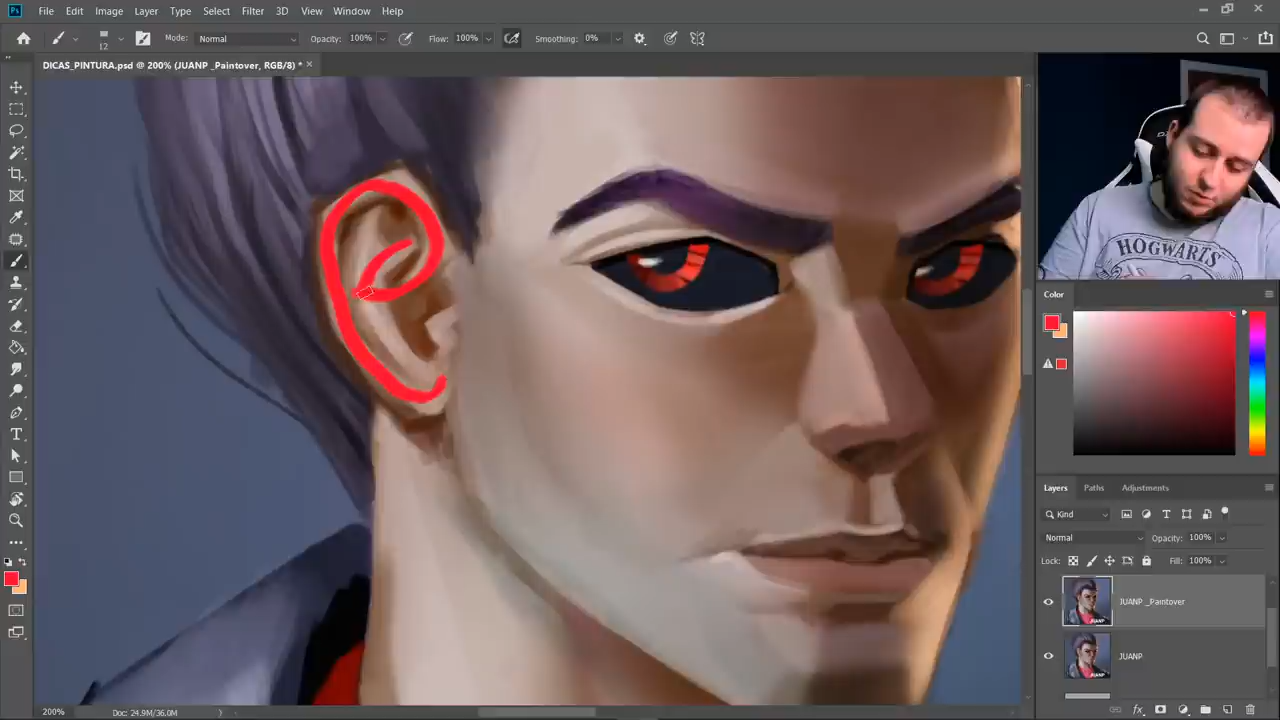 Ps File Edit Image Layer Type Select Filter 3D View Window Help
12 Mode: Normal Opacity: 100% Flow: 100% Smoothing: 0%
DICAS_PINTURA.psd @ 200% (JUANP _Paintover, RGB/8) * ×
HOGWARTS
Color
Layers Paths Adjustments
Kind
Normal Opacity: 100%
Lock: Fill: 100%
JUANP _Paintover
JUANP
200% Doc: 24.9M/36.0M